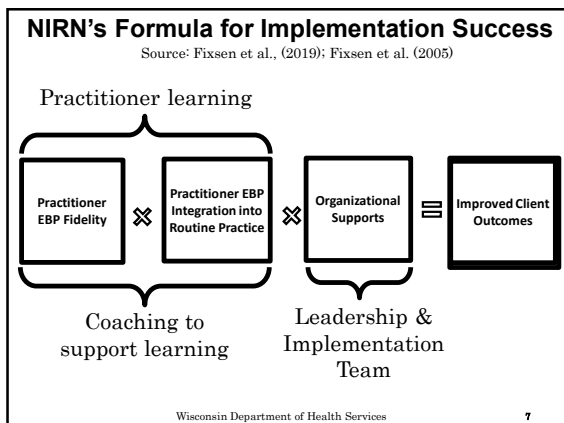 NIRN's Formula for Implementation Success
Source: Fixsen et al., (2019); Fixsen et al. (2005)
Practitioner learning
Practitioner
EBP Fidelity
×
Practitioner EBP
Integration into
Routine Practice
×
Organizational
Supports
=
Improved Client
Outcomes
Coaching to
support learning
Leadership &
Implementation
Team
Wisconsin Department of Health Services
7